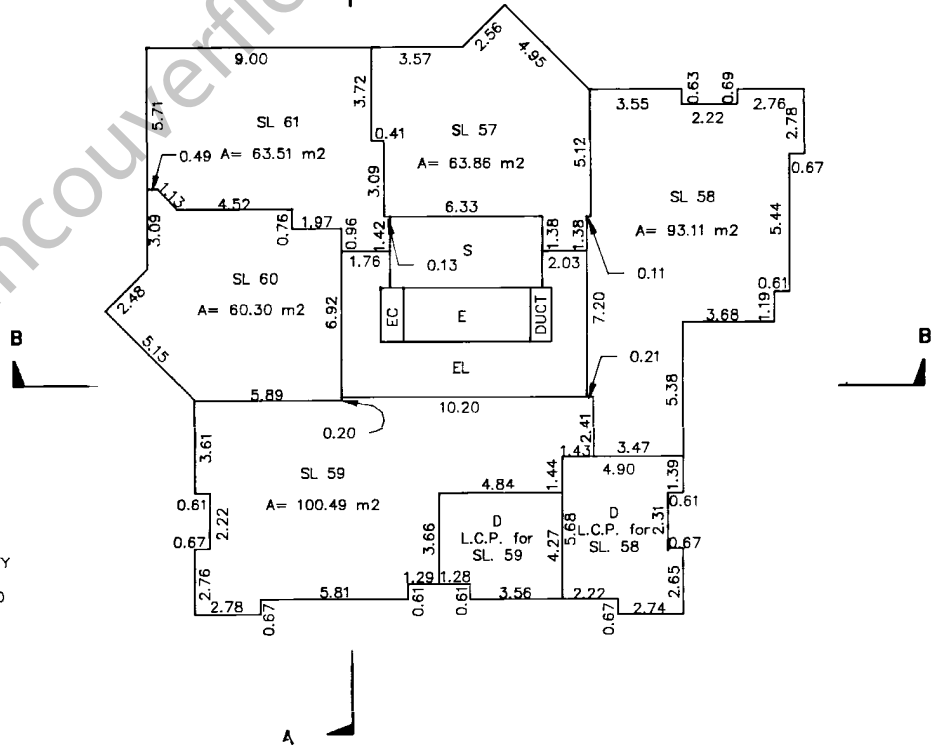 ncouverflo
2.56
4.95
9.00
3.57
3.72
5.71
SL 61
A= 63.51 m2
0.41
SL 57
A= 63.86 m2
3.55
0.63
0.69
2.22
2.76
2.78
0.67
5.12
0.49
1.13
4.52
3.09
SL 58
A= 93.11 m2
5.44
3.09
0.76
1.97
0.96
1.42
6.33
S
1.38
1.38
1.76
0.13
2.03
0.11
0.61
1.19
3.68
2.48
SL 60
A= 60.30 m2
6.92
EC
E
DUCT
7.20
B
B
5.15
EL
0.21
5.38
5.89
10.20
0.20
2.41
3.61
SL 59
A= 100.49 m2
1.43
3.47
4.90
1.44
1.39
4.84
0.61
2.22
0.67
D
L.C.P. for
SL. 59
D
L.C.P. for
SL. 58
0.61
2.31
0.67
3.66
4.27
5.68
Y
2.76
O
2.65
1.29
1.28
5.81
0.61
0.61
3.56
2.22
2.78
0.67
0.67
2.74
A